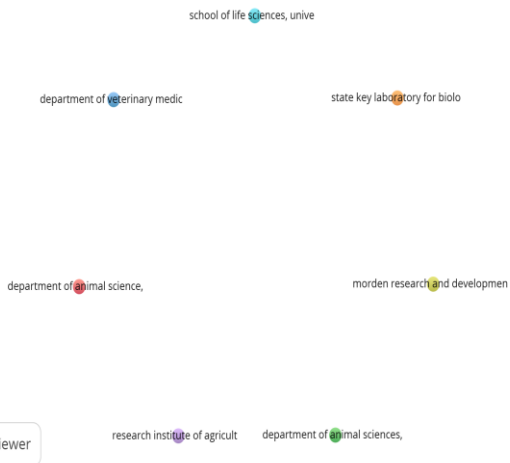 school of life sciences, unive
department of veterinary medic
state key laboratory for biolo
department of animal science,
morden research and developmen
research institute of agricult
department of animal sciences,
iewer